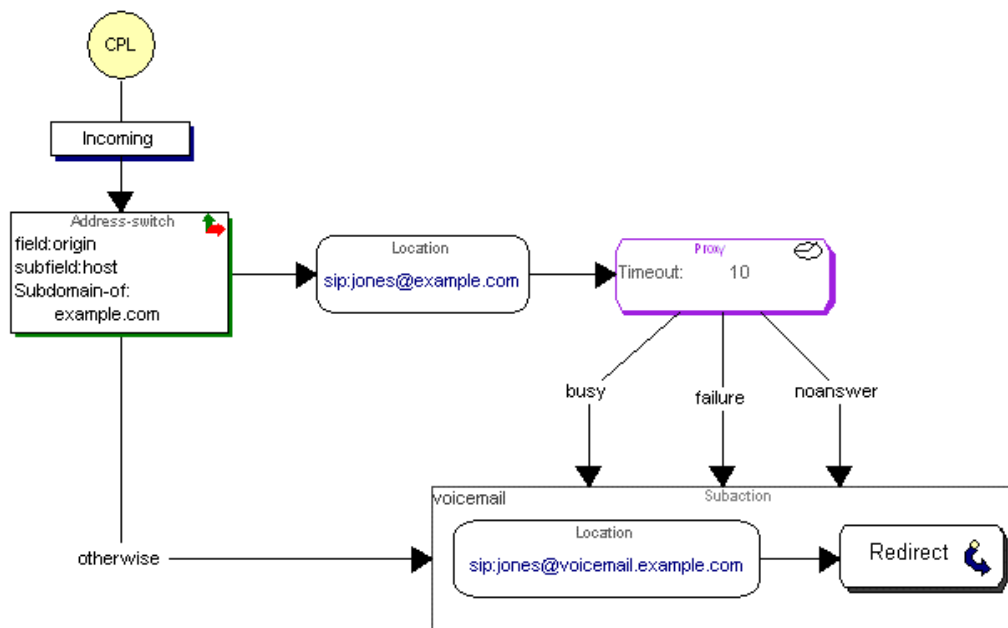 CPL
Incoming
Address-switch
field:origin
subfield:host
Subdomain-of:
example.com
Location
sip:jones@example.com
Proxy
Timeout: 10
busy
failure
noanswer
otherwise
voicemail
Subaction
Location
sip:jones@voicemail.example.com
Redirect